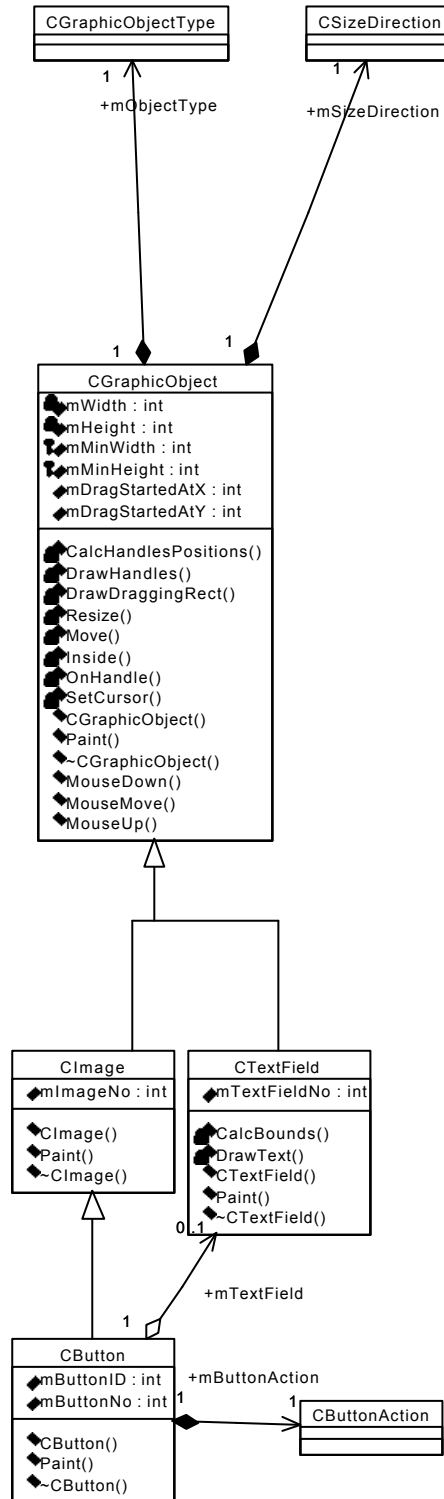 CGraphicObjectType
CSizeDirection
1
1
+mObjectType
+mSizeDirection
1
1
CGraphicObject
mWidth : int
mHeight : int
mMinWidth : int
mMinHeight : int
mDragStartedAtX : int
mDragStartedAtY : int
CalcHandlesPositions()
DrawHandles()
DrawDraggingRect()
Resize()
Move()
Inside()
OnHandle()
SetCursor()
CGraphicObject()
Paint()
~CGraphicObject()
MouseDown()
MouseMove()
MouseUp()
CImage
mImageNo : int
CImage()
Paint()
~CImage()
CTextField
mTextFieldNo : int
CalcBounds()
DrawText()
CTextField()
Paint()
~CTextField()
0..1
+mTextField
1
CButton
mButtonID : int
mButtonNo : int
CButton()
Paint()
~CButton()
+mButtonAction
1
1
CButtonAction